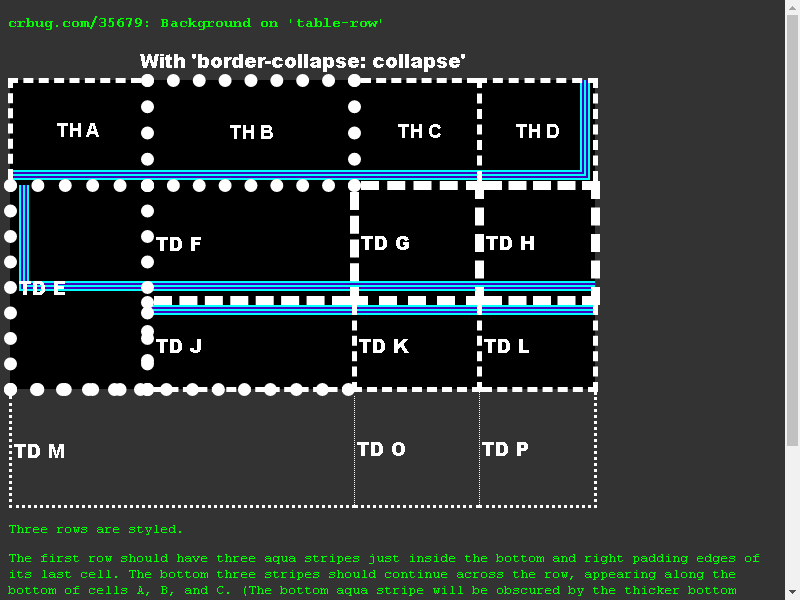 crbug.com/35679: Background on 'table-row'
With 'border-collapse: collapse'
TH A
TH B
TH C
TH D
TD E
TD F
TD G
TD H
TD J
TD K
TD L
TD M
TD O
TD P
Three rows are styled.
The first row should have three aqua stripes just inside the bottom and right padding edges of
its last cell. The bottom three stripes should continue across the row, appearing along the
bottom of cells A, B, and C. (The bottom aqua stripe will be obscured by the thicker bottom